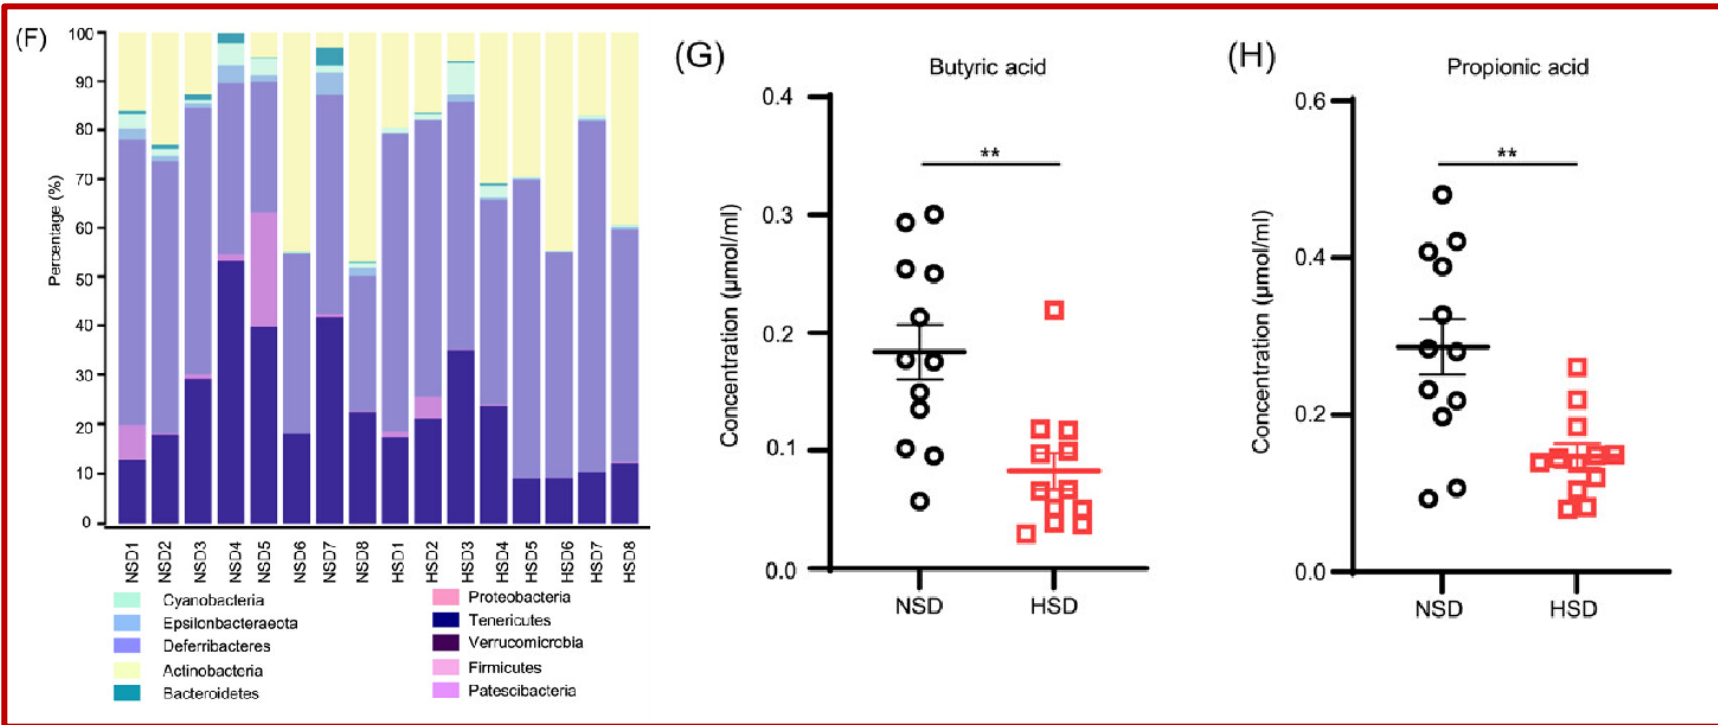 (F)
100
90
80
70
60
50
40
30
20
10
0
Percentage (%)
NSD1
NSD2
NSD3
NSD4
NSD5
NSD6
NSD7
NSD8
HSD1
HSD2
HSD3
HSD4
HSD5
HSD6
HSD7
HSD8
Cyanobacteria
Epsilonbacteraeota
Deferribacteres
Actinobacteria
Bacteroidetes
Proteobacteria
Tenericutes
Verrucomicrobia
Firmicutes
Patescibacteria
(G)
Butyric acid
0.4
0.3
0.2
0.1
0.0
Concentration (μmol/ml)
**
NSD
HSD
(H)
Propionic acid
0.6
0.4
0.2
0.0
Concentration (μmol/ml)
**
NSD
HSD